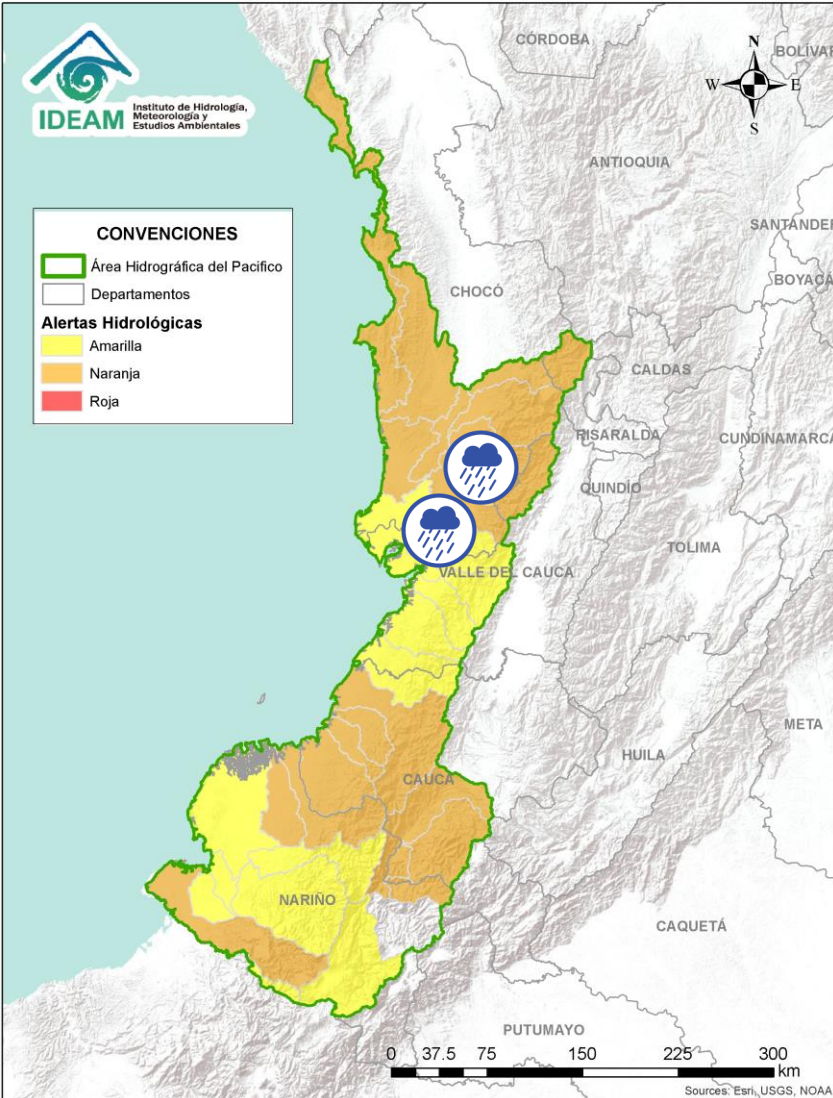 IDEAM
Instituto de Hidrología,
Meteorología y
Estudios Ambientales
N
W
E
S
CÓRDOBA
BOLÍVAR
ANTIOQUIA
SANTANDER
BOYACÁ
CONVENCIONES
Área Hidrográfica del Pacifico
Departamentos
Alertas Hidrológicas
Amarilla
Naranja
Roja
CHOCÓ
CALDAS
RISARALDA
CUNDINAMARCA
QUINDÍO
TOLIMA
VALLE DEL CAUCA
META
HUILA
CAUCA
NARIÑO
CAQUETÁ
PUTUMAYO
0 37.5 75 150 225 300
km
Sources: Esri, USGS, NOAA